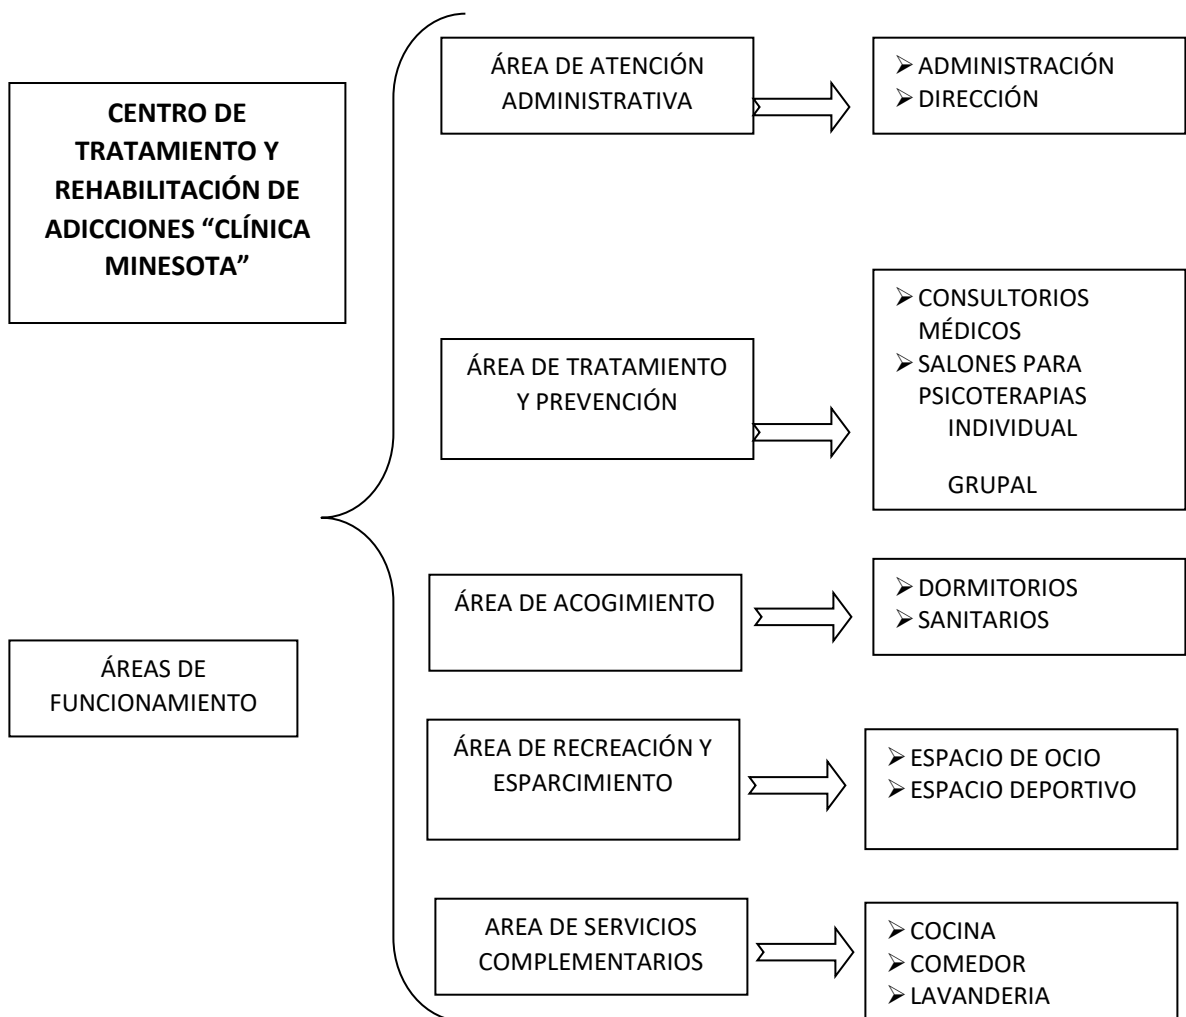 CENTRO DE
TRATAMIENTO Y
REHABILITACIÓN DE
ADICCIONES “CLÍNICA
MINESOTA”
ÁREAS DE
FUNCIONAMIENTO
ÁREA DE ATENCIÓN
ADMINISTRATIVA
ADMINISTRACIÓN
DIRECCIÓN
ÁREA DE TRATAMIENTO
Y PREVENCIÓN
CONSULTORIOS
MÉDICOS
SALONES PARA
PSICOTERAPIAS
INDIVIDUAL
GRUPAL
ÁREA DE ACOGIMIENTO
DORMITORIOS
SANITARIOS
ÁREA DE RECREACIÓN Y
ESPARCIMIENTO
ESPACIO DE OCIO
ESPACIO DEPORTIVO
AREA DE SERVICIOS
COMPLEMENTARIOS
COCINA
COMEDOR
LAVANDERIA